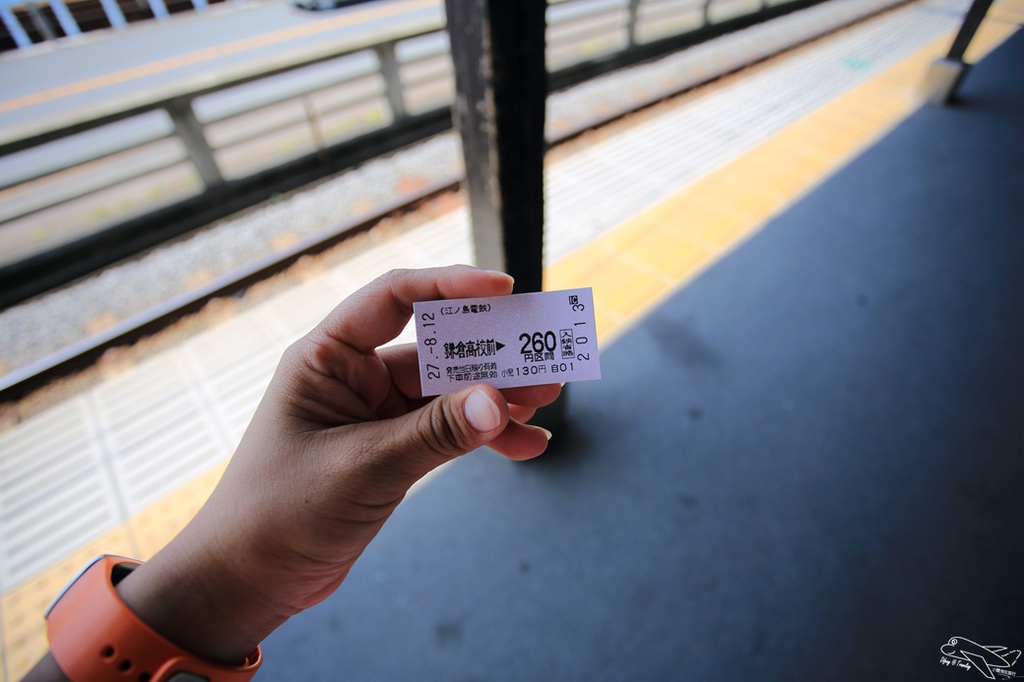 (江ノ島電鉄)
27.-8.12
鎌倉高校前▶ 260
円区間
発売当日限り有効
下車前途無効 小児130円 自01
2013
C